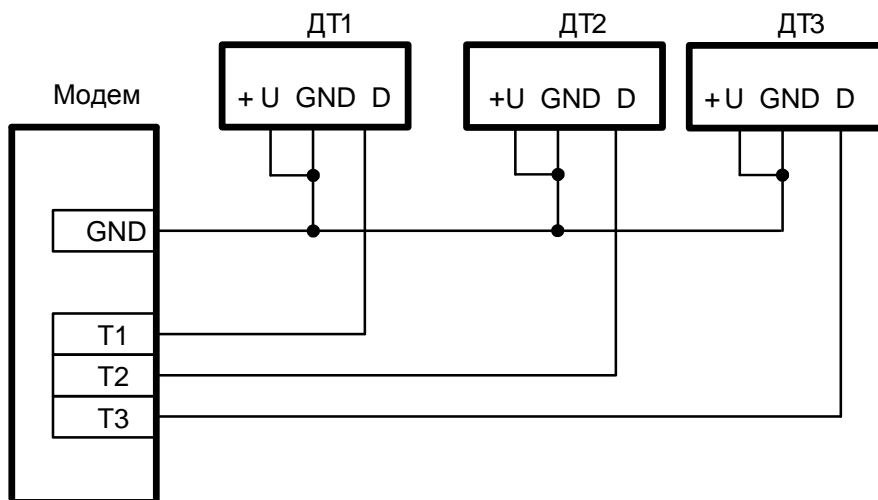 ДТ1 ДТ2 ДТ3
Модем
+ U GND D +U GND D +U GND D
GND
T1
T2
T3